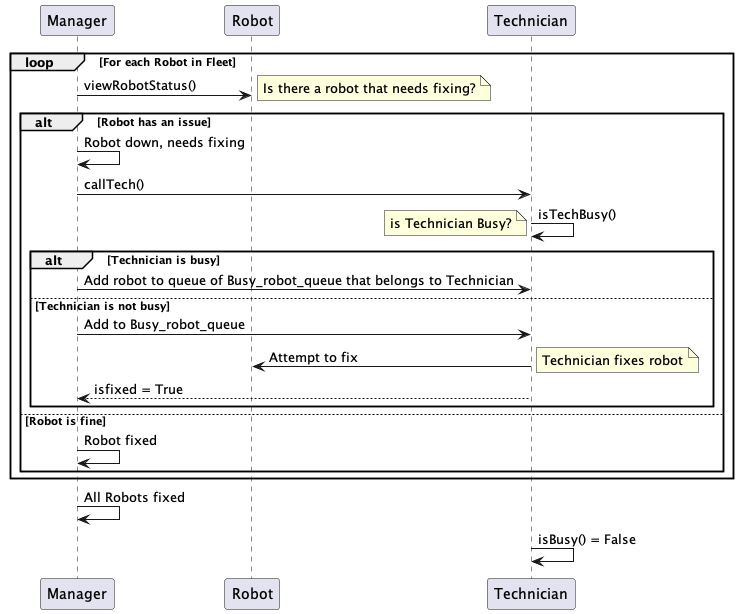 Manager Robot Technician
loop [For each Robot in Fleet]
viewRobotStatus() Is there a robot that needs fixing?
alt [Robot has an issue]
Robot down, needs fixing
callTech()
is Technician Busy? isTechBusy()
alt [Technician is busy]
Add robot to queue of Busy_robot_queue that belongs to Technician
[Technician is not busy]
Add to Busy_robot_queue
Attempt to fix Technician fixes robot
isfixed = True
[Robot is fine]
Robot fixed
All Robots fixed
isBusy() = False
Manager Robot Technician